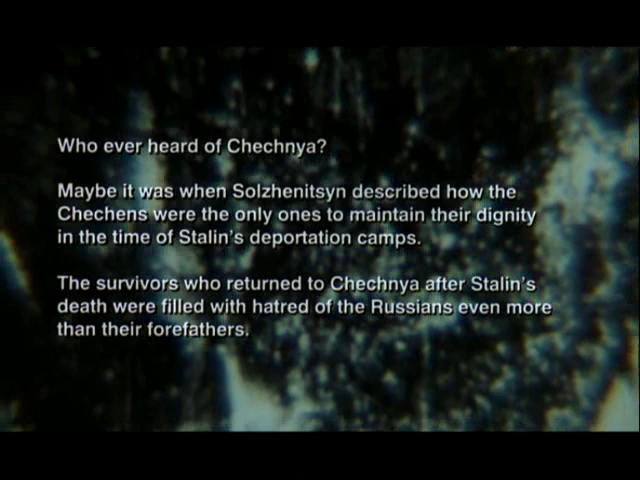 Who ever heard of Chechnya?
Maybe it was when Solzhenitsyn described how the
Chechens were the only ones to maintain their dignity
in the time of Stalin's deportation camps.
The survivors who returned to Chechnya after Stalin's
death were filled with hatred of the Russians even more
than their forefathers.